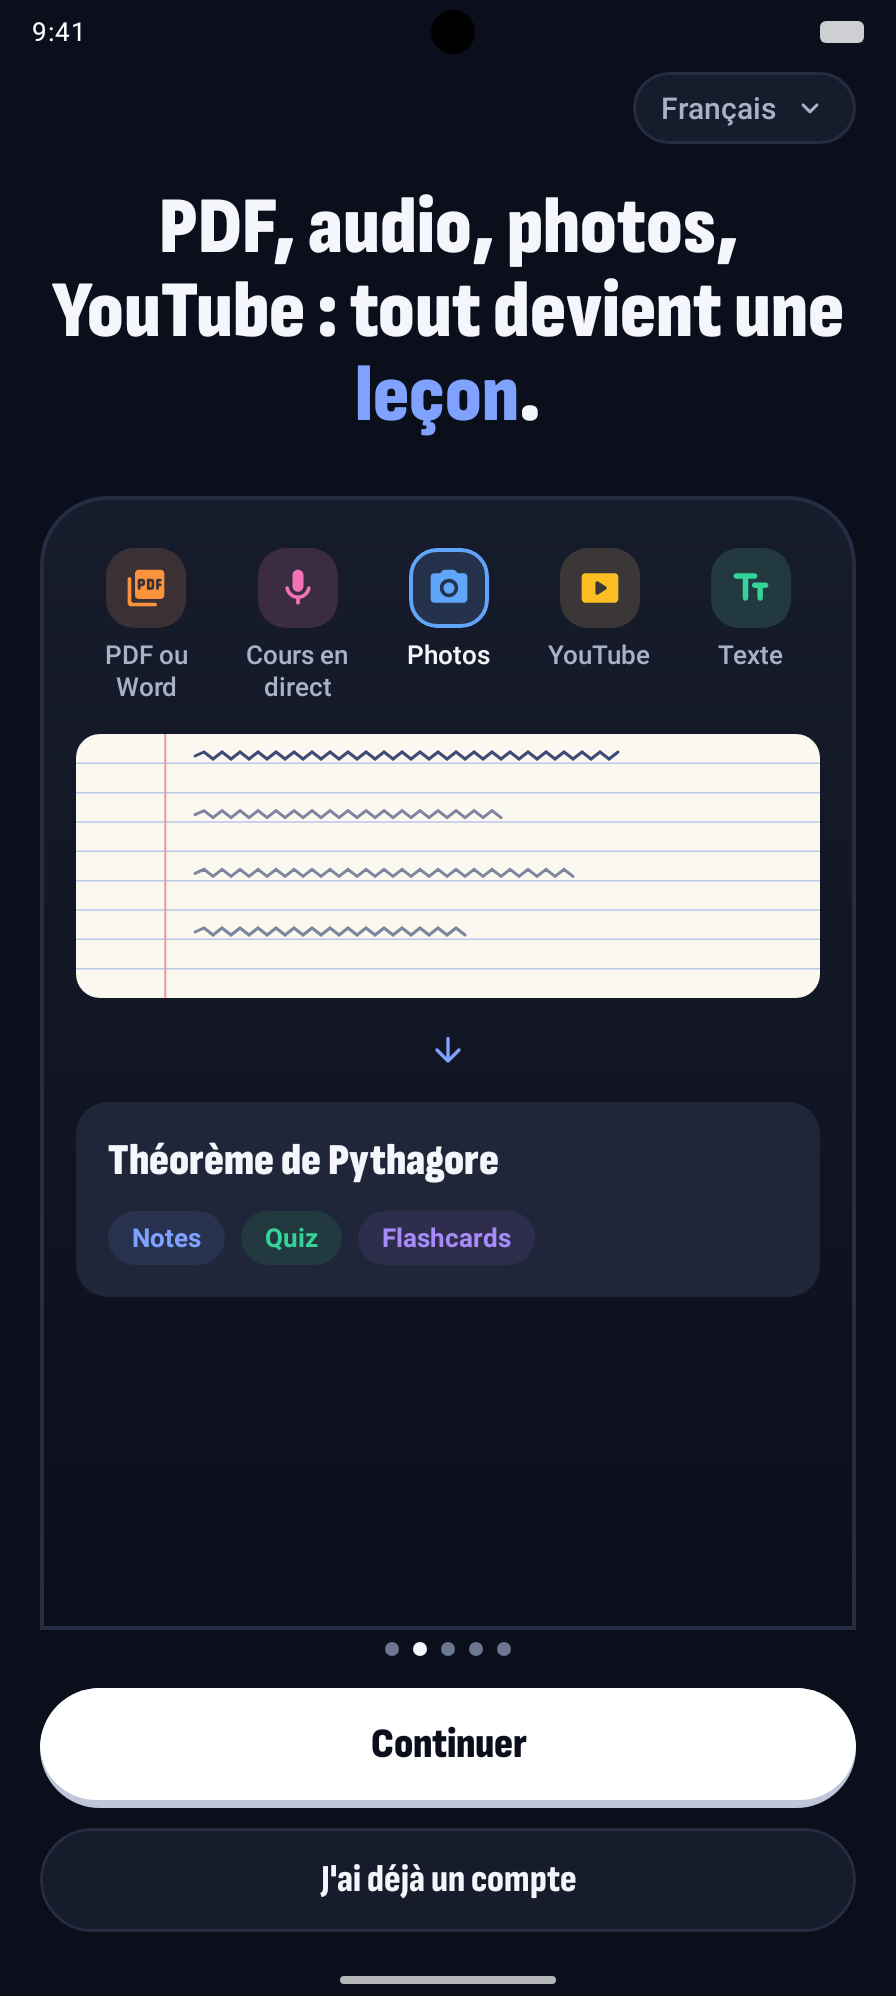 9:41
Français
PDF, audio, photos,
YouTube : tout devient une
leçon.
PDF
PDF ou
Word
Cours en
direct
Photos
YouTube
Tt
Texte
Théorème de Pythagore
Notes
Quiz
Flashcards
Continuer
J'ai déjà un compte